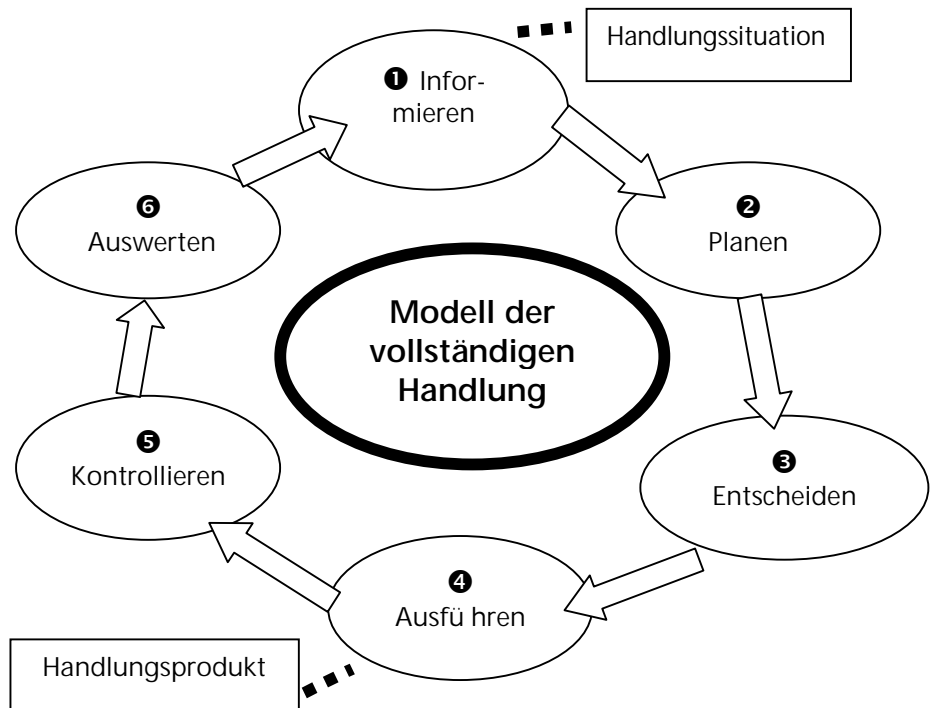 Handlungssituation
❶ Infor-
mieren
❷
Planen
❸
Entscheiden
❹
Ausfü hren
❺
Kontrollieren
❻
Auswerten
Modell der
vollständigen
Handlung
Handlungsprodukt